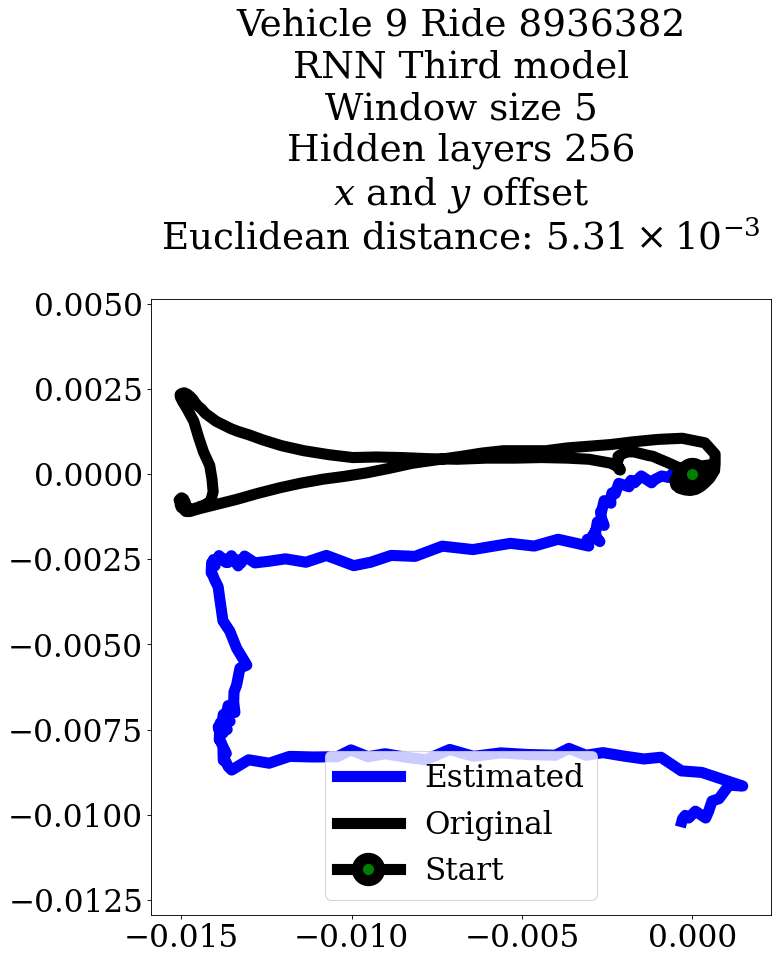 Vehicle 9 Ride 8936382
RNN Third model
Window size 5
Hidden layers 256
x and y offset
Euclidean distance: 5.31 × 10⁻³
0.0050
0.0025
0.0000
−0.0025
−0.0050
−0.0075
−0.0100
−0.0125
Estimated
Original
Start
−0.015 −0.010 −0.005 0.000